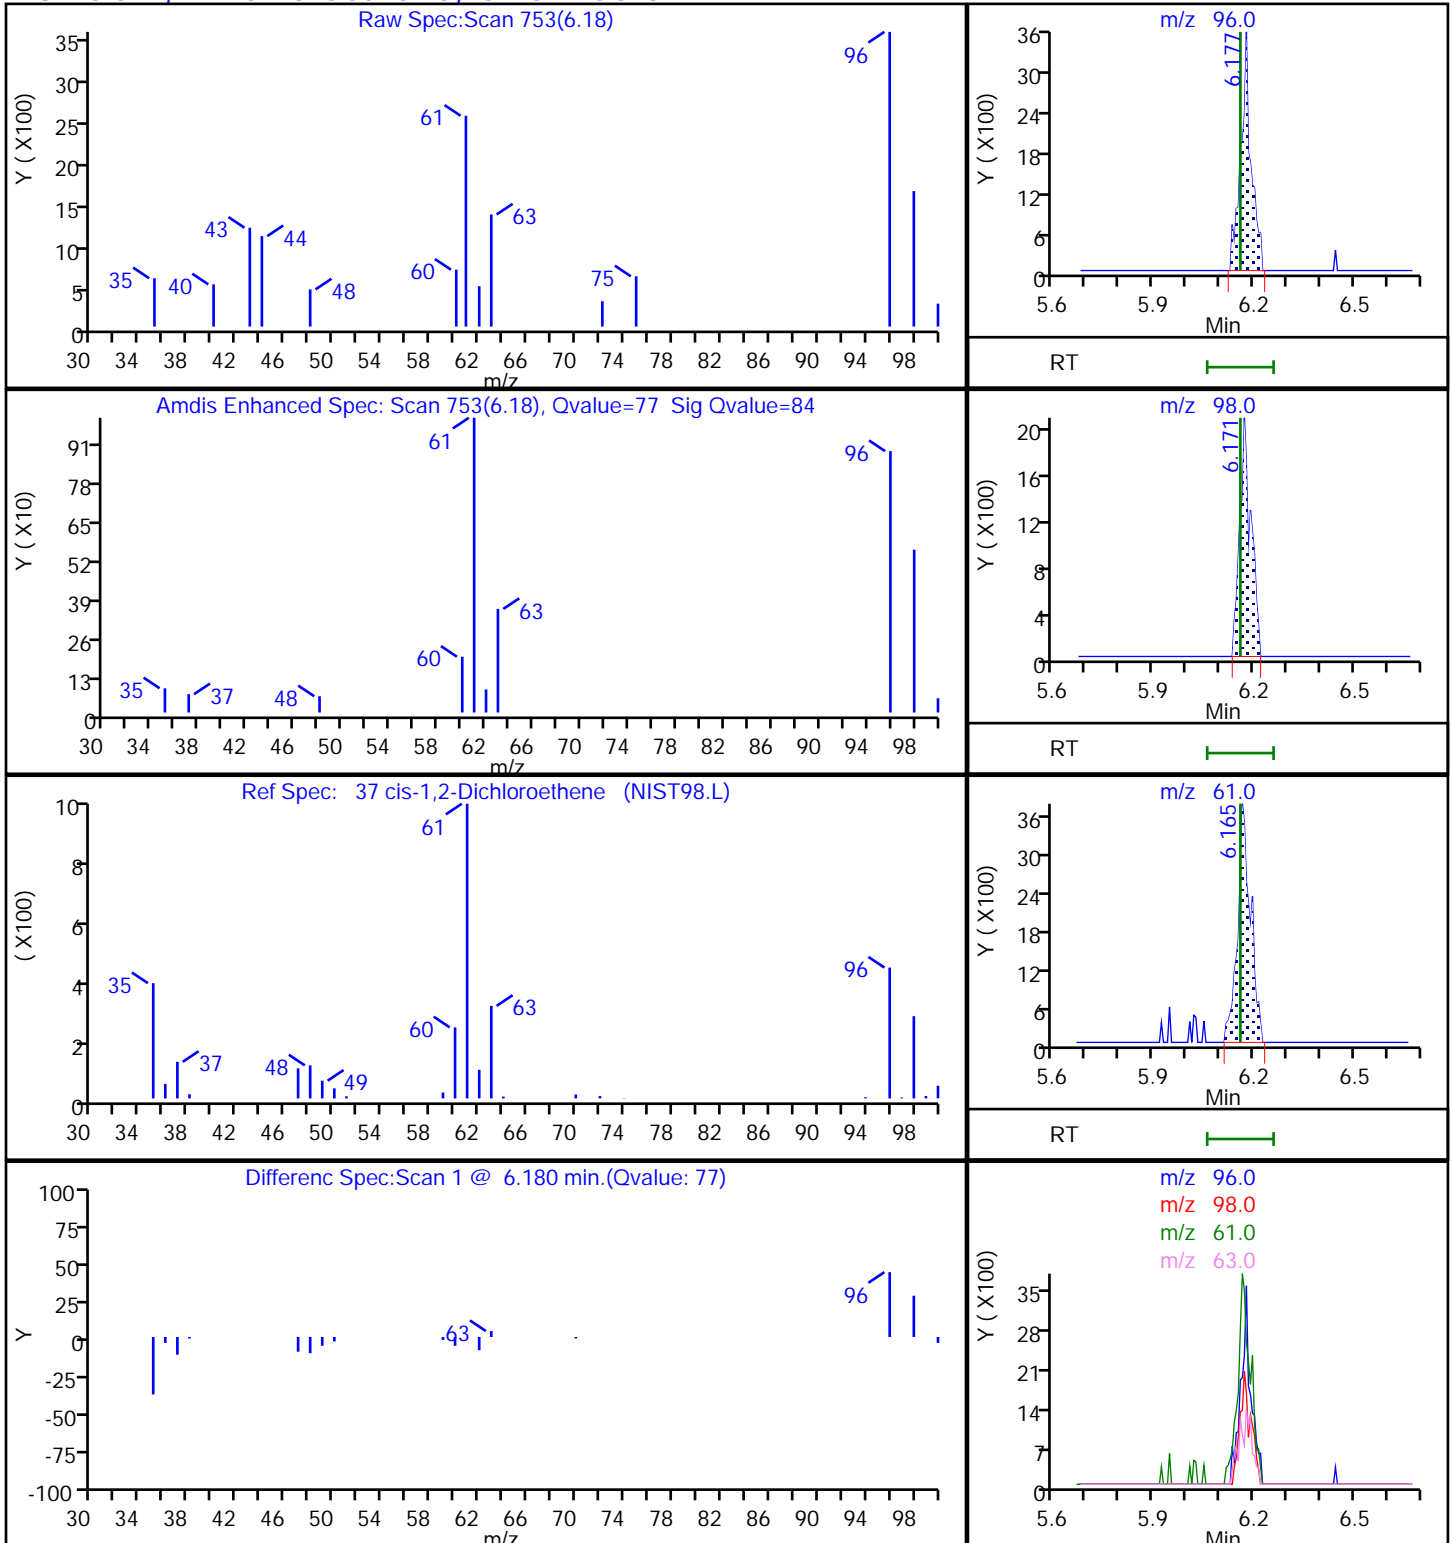 Raw Spec:Scan 753(6.18)
Y ( X100)
35
30
25
20
15
10
5
0
35
40
43
44
48
60
61
63
75
96
30 34 38 42 46 50 54 58 62 66 70 74 78 82 86 90 94 98
m/z
m/z 96.0
Y ( X100)
36
30
24
18
12
6
0
6.177
5.6 5.9 6.2 6.5
Min
RT
Amdis Enhanced Spec: Scan 753(6.18), Qvalue=77 Sig Qvalue=84
Y ( X10)
91
78
65
52
39
26
13
0
35
37
48
60
61
63
96
30 34 38 42 46 50 54 58 62 66 70 74 78 82 86 90 94 98
m/z
m/z 98.0
Y ( X100)
20
16
12
8
4
0
6.171
5.6 5.9 6.2 6.5
Min
RT
Ref Spec: 37 cis-1,2-Dichloroethene (NIST98.L)
( X100)
10
8
6
4
2
0
35
37
48
49
60
61
63
96
30 34 38 42 46 50 54 58 62 66 70 74 78 82 86 90 94 98
m/z 61.0
Y ( X100)
36
30
24
18
12
6
0
6.165
5.6 5.9 6.2 6.5
Min
RT
Differenc Spec:Scan 1 @ 6.180 min.(Qvalue: 77)
Y
100
75
50
25
0
-25
-50
-75
-100
63
96
30 34 38 42 46 50 54 58 62 66 70 74 78 82 86 90 94 98
m/z
m/z 96.0
m/z 98.0
m/z 61.0
m/z 63.0
Y ( X100)
35
28
21
14
7
0
5.6 5.9 6.2 6.5
Min